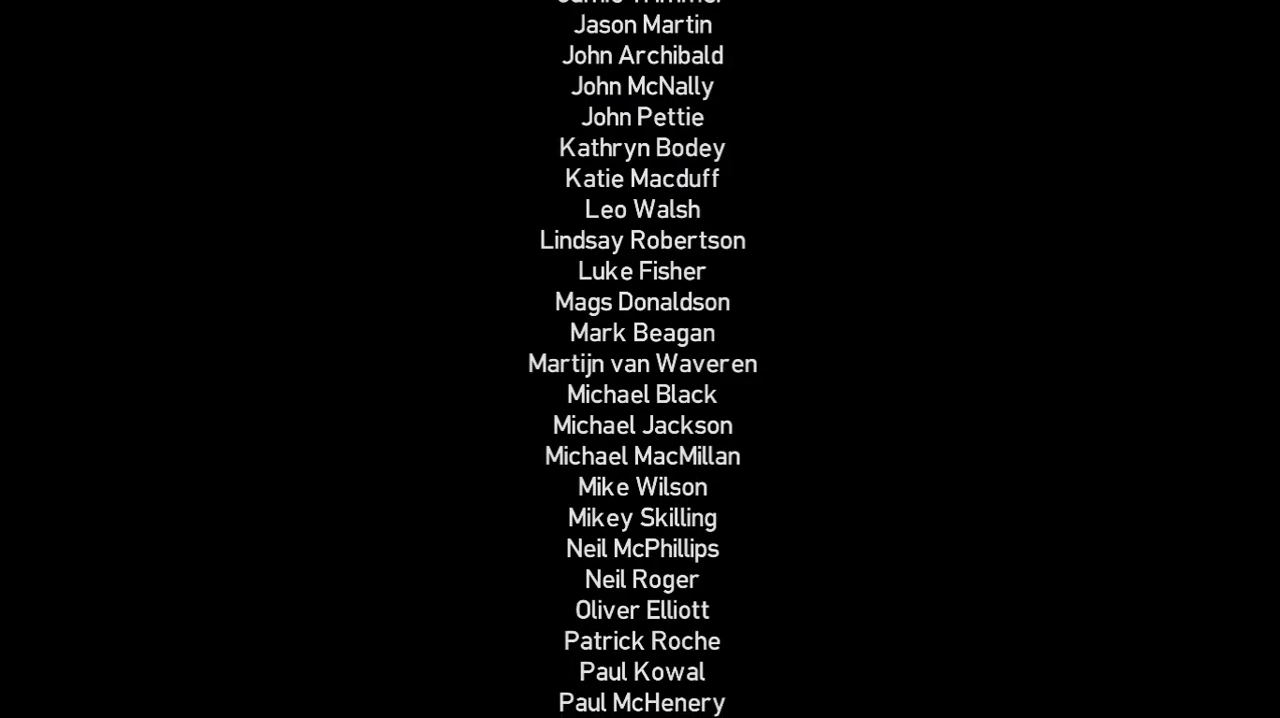 Jason Martin
John Archibald
John McNally
John Pettie
Kathryn Bodey
Katie Macduff
Leo Walsh
Lindsay Robertson
Luke Fisher
Mags Donaldson
Mark Beagan
Martijn van Waveren
Michael Black
Michael Jackson
Michael MacMillan
Mike Wilson
Mikey Skilling
Neil McPhillips
Neil Roger
Oliver Elliott
Patrick Roche
Paul Kowal
Paul McHenery